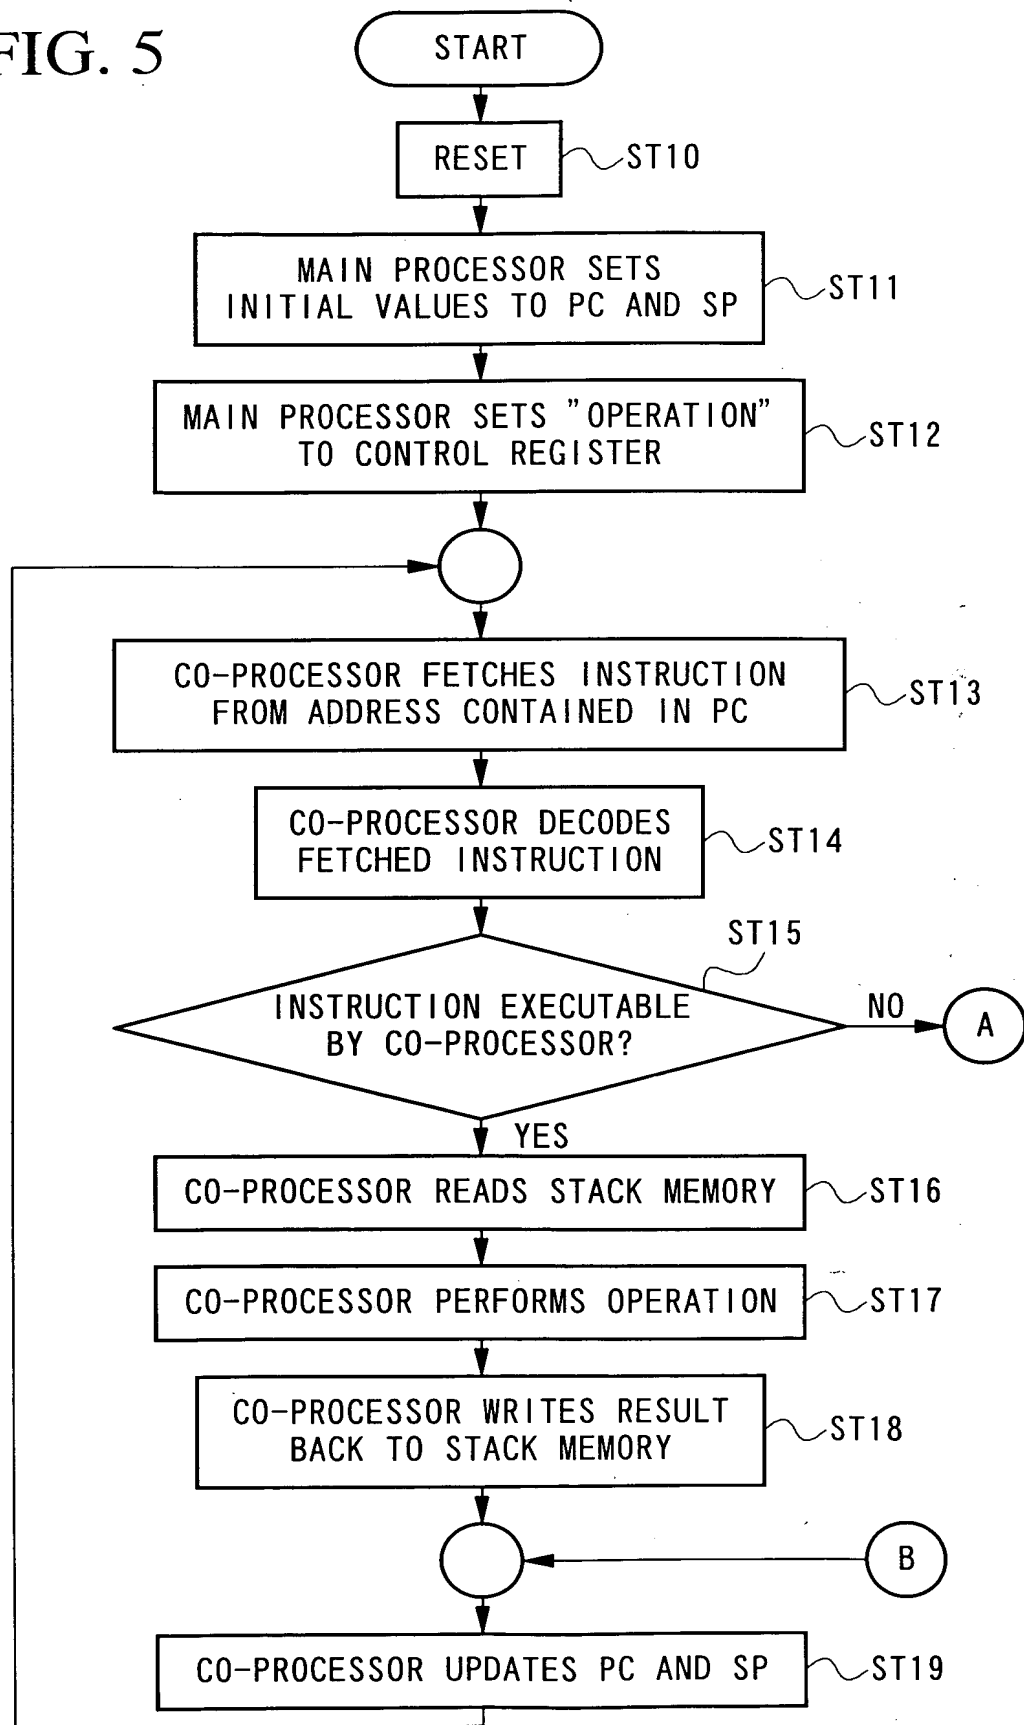 FIG. 5
START
RESET
ST10
MAIN PROCESSOR SETS
INITIAL VALUES TO PC AND SP
ST11
MAIN PROCESSOR SETS "OPERATION"
TO CONTROL REGISTER
ST12
CO-PROCESSOR FETCHES INSTRUCTION
FROM ADDRESS CONTAINED IN PC
ST13
CO-PROCESSOR DECODES
FETCHED INSTRUCTION
ST14
ST15
INSTRUCTION EXECUTABLE
BY CO-PROCESSOR?
NO
A
YES
CO-PROCESSOR READS STACK MEMORY
ST16
CO-PROCESSOR PERFORMS OPERATION
ST17
CO-PROCESSOR WRITES RESULT
BACK TO STACK MEMORY
ST18
B
CO-PROCESSOR UPDATES PC AND SP
ST19